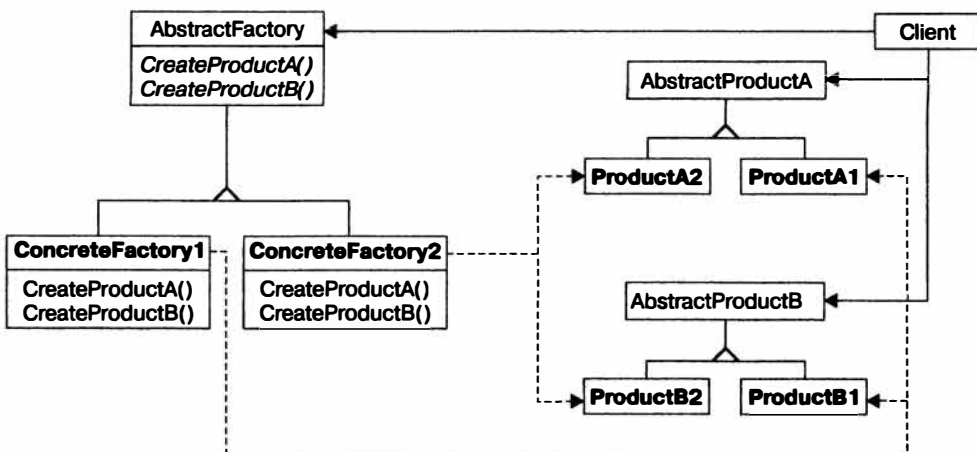 AbstractFactory
CreateProductA()
CreateProductB()
Client
AbstractProductA
ProductA2
ProductA1
ConcreteFactory1
CreateProductA()
CreateProductB()
ConcreteFactory2
CreateProductA()
CreateProductB()
AbstractProductB
ProductB2
ProductB1